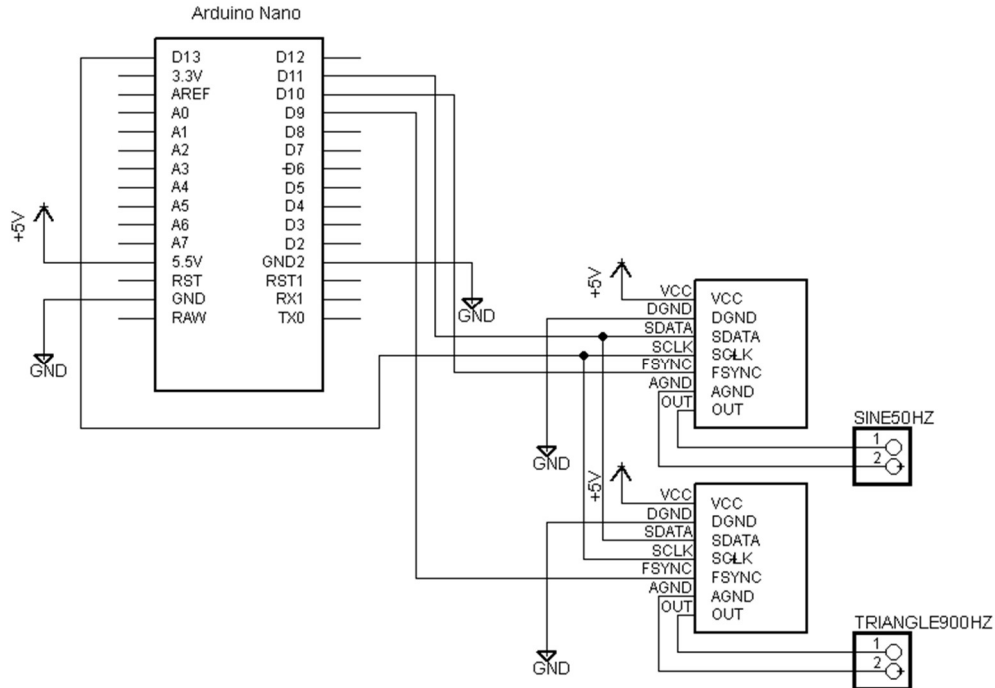 Arduino Nano
D13 D12
3.3V D11
AREF D10
A0 D9
A1 D8
A2 D7
A3 D6
A4 D5
A5 D4
A6 D3
A7 D2
5.5V GND2
RST RST1
GND RX1
RAW TX0
+5V
GND
GND
+5V
VCC VCC
DGND DGND
SDATA SDATA
SCLK SCLK
FSYNC FSYNC
AGND AGND
OUT OUT
GND
SINE50HZ
1
2
+5V
VCC VCC
DGND DGND
SDATA SDATA
SCLK SCLK
FSYNC FSYNC
AGND AGND
OUT OUT
GND
TRIANGLE900HZ
1
2